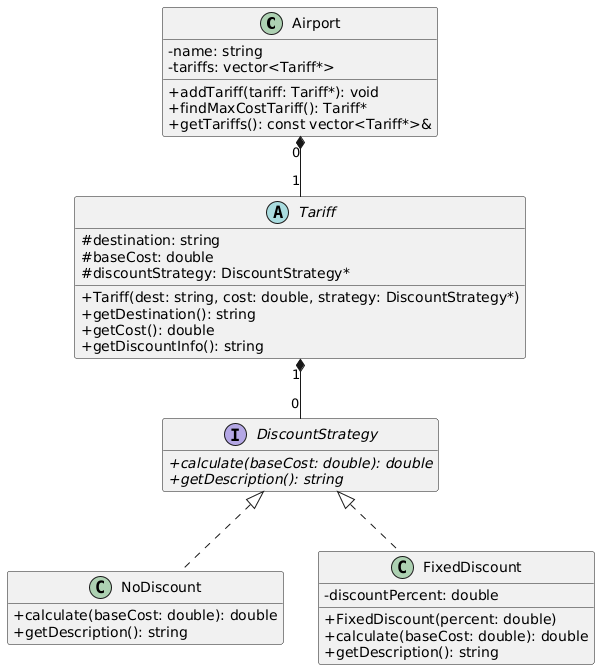 C Airport
-name: string
-tariffs: vector<Tariff*>
+addTariff(tariff: Tariff*): void
+findMaxCostTariff(): Tariff*
+getTariffs(): const vector<Tariff*>&
0
1
A Tariff
#destination: string
#baseCost: double
#discountStrategy: DiscountStrategy*
+Tariff(dest: string, cost: double, strategy: DiscountStrategy*)
+getDestination(): string
+getCost(): double
+getDiscountInfo(): string
1
0
I DiscountStrategy
+calculate(baseCost: double): double
+getDescription(): string
C NoDiscount
+calculate(baseCost: double): double
+getDescription(): string
C FixedDiscount
-discountPercent: double
+FixedDiscount(percent: double)
+calculate(baseCost: double): double
+getDescription(): string